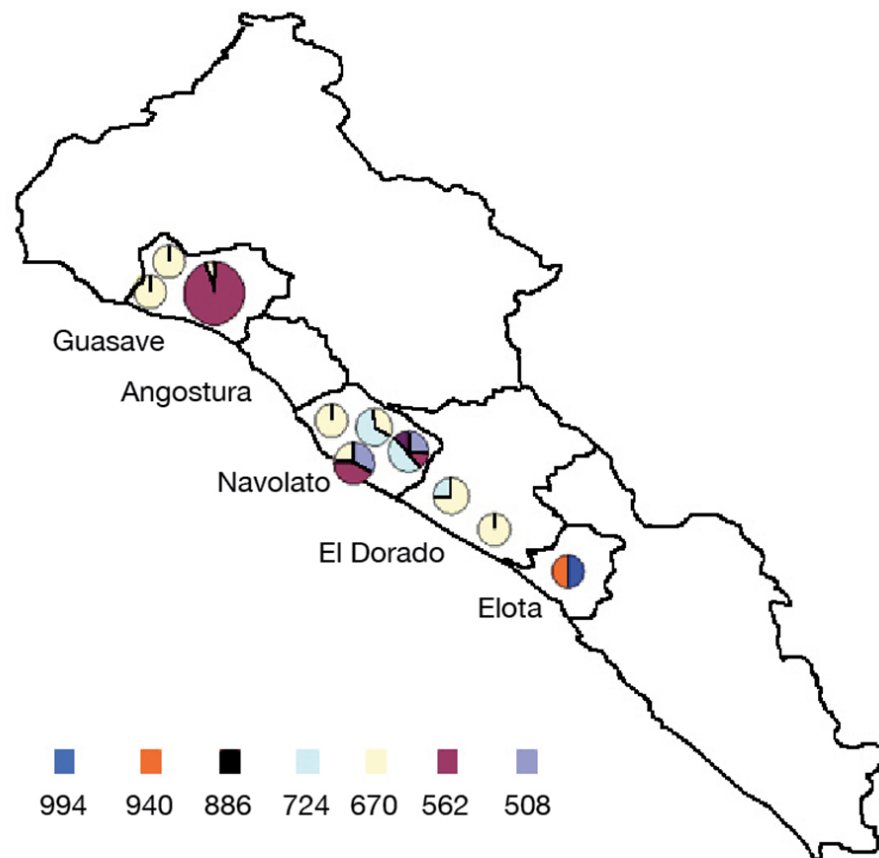 Guasave
Angostura
Navolato
El Dorado
Elota
994 940 886 724 670 562 508